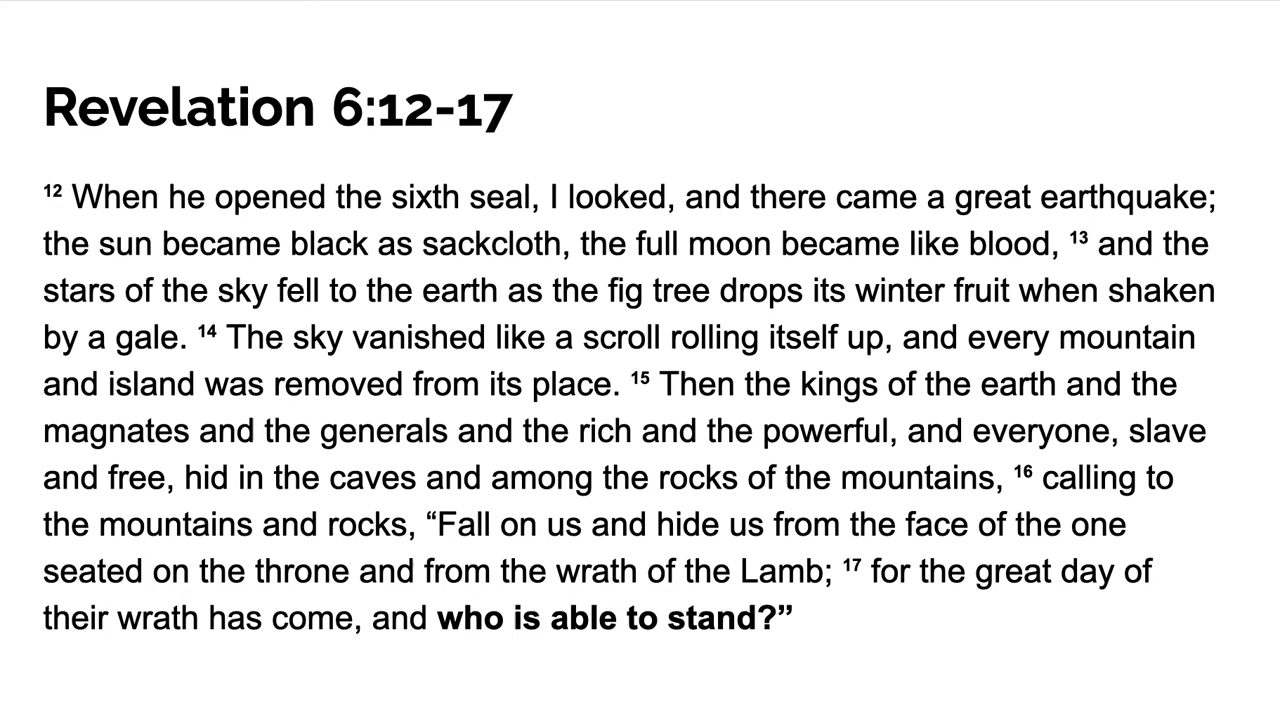 Revelation 6:12-17
12 When he opened the sixth seal, I looked, and there came a great earthquake;
the sun became black as sackcloth, the full moon became like blood, 13 and the
stars of the sky fell to the earth as the fig tree drops its winter fruit when shaken
by a gale. 14 The sky vanished like a scroll rolling itself up, and every mountain
and island was removed from its place. 15 Then the kings of the earth and the
magnates and the generals and the rich and the powerful, and everyone, slave
and free, hid in the caves and among the rocks of the mountains, 16 calling to
the mountains and rocks, “Fall on us and hide us from the face of the one
seated on the throne and from the wrath of the Lamb; 17 for the great day of
their wrath has come, and who is able to stand?”